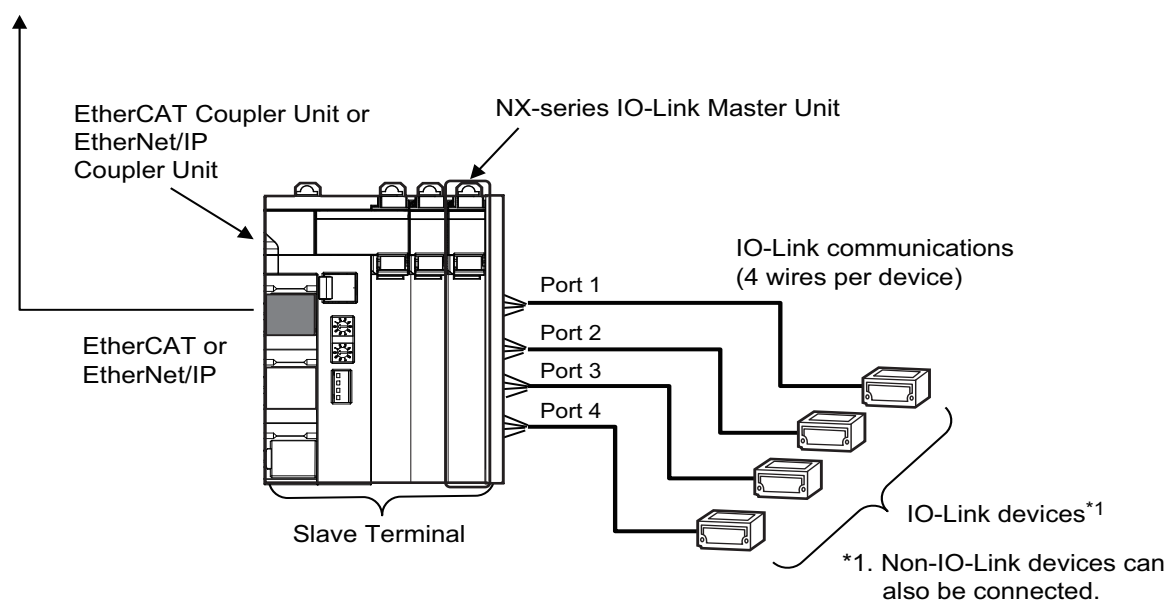 EtherCAT Coupler Unit or
EtherNet/IP
Coupler Unit
NX-series IO-Link Master Unit
IO-Link communications
(4 wires per device)
Port 1
Port 2
Port 3
Port 4
EtherCAT or
EtherNet/IP
Slave Terminal
IO-Link devices*1
*1. Non-IO-Link devices can
also be connected.